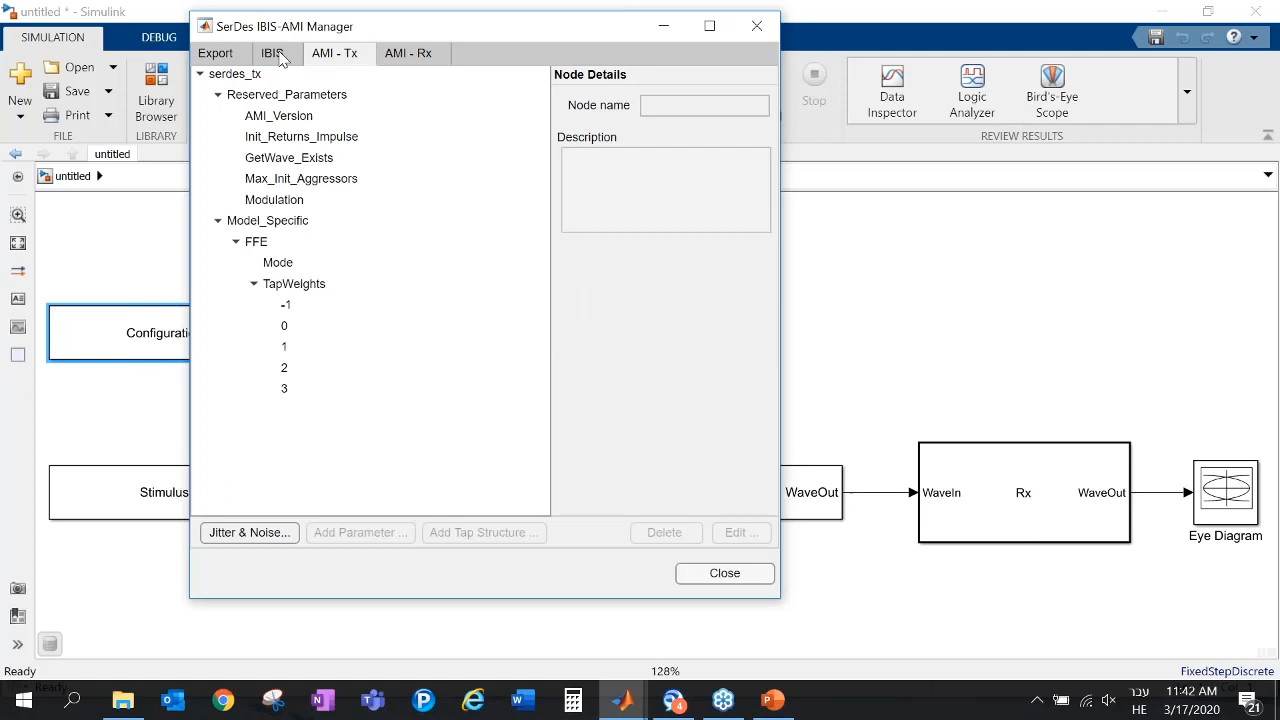 untitled * - Simulink
SerDes IBIS-AMI Manager
SIMULATION
DEBUG
Export
IBIS
AMI - Tx
AMI - Rx
New
Open
Save
Print
FILE
Library
Browser
LIBRARY
Stop
Data
Inspector
Logic
Analyzer
Bird's-Eye
Scope
REVIEW RESULTS
untitled
untitled
serdes_tx
Reserved_Parameters
AMI_Version
Init_Returns_Impulse
GetWave_Exists
Max_Init_Aggressors
Modulation
Model_Specific
FFE
Mode
TapWeights
-1
0
1
2
3
Node Details
Node name
Description
Jitter & Noise...
Add Parameter ...
Add Tap Structure ...
Delete
Edit ...
Close
Configurati
Stimulus
WaveOut
WaveIn
Rx
WaveOut
Eye Diagram
Ready
128%
FixedStepDiscrete
Ready
4
עבר
HE
11:42 AM
3/17/2020
21